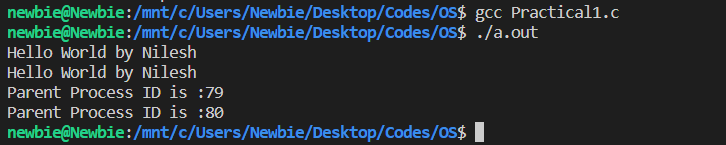 newbie@Newbie:/mnt/c/Users/Newbie/Desktop/Codes/OS$ gcc Practical1.c
newbie@Newbie:/mnt/c/Users/Newbie/Desktop/Codes/OS$ ./a.out
Hello World by Nilesh
Hello World by Nilesh
Parent Process ID is :79
Parent Process ID is :80
newbie@Newbie:/mnt/c/Users/Newbie/Desktop/Codes/OS$